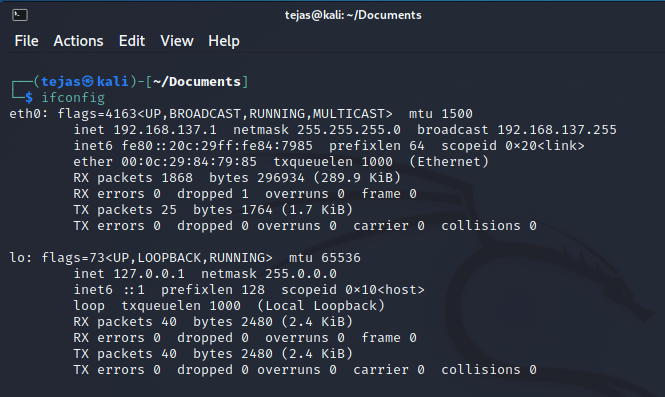 tejas@kali: ~/Documents
File Actions Edit View Help
┌──(tejas㉿kali)-[~/Documents]
└─$ ifconfig
eth0: flags=4163<UP,BROADCAST,RUNNING,MULTICAST>  mtu 1500
        inet 192.168.137.1  netmask 255.255.255.0  broadcast 192.168.137.255
        inet6 fe80::20c:29ff:fe84:7985  prefixlen 64  scopeid 0×20<link>
        ether 00:0c:29:84:79:85  txqueuelen 1000  (Ethernet)
        RX packets 1868  bytes 296934 (289.9 KiB)
        RX errors 0  dropped 1  overruns 0  frame 0
        TX packets 25  bytes 1764 (1.7 KiB)
        TX errors 0  dropped 0 overruns 0  carrier 0  collisions 0
lo: flags=73<UP,LOOPBACK,RUNNING>  mtu 65536
        inet 127.0.0.1  netmask 255.0.0.0
        inet6 ::1  prefixlen 128  scopeid 0×10<host>
        loop  txqueuelen 1000  (Local Loopback)
        RX packets 40  bytes 2480 (2.4 KiB)
        RX errors 0  dropped 0  overruns 0  frame 0
        TX packets 40  bytes 2480 (2.4 KiB)
        TX errors 0  dropped 0 overruns 0  carrier 0  collisions 0